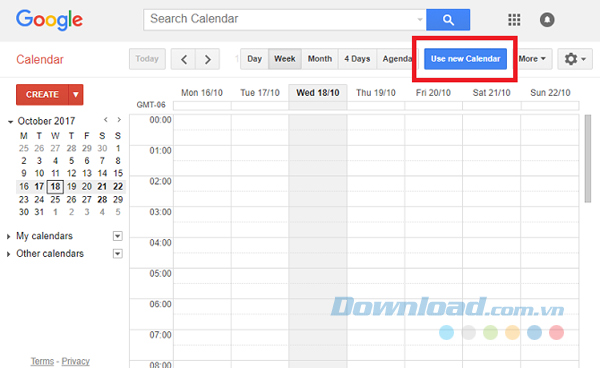 Google
Search Calendar
Calendar
Today
Day Week Month 4 Days Agenda
Use new Calendar
More
CREATE
Mon 16/10 Tue 17/10 Wed 18/10 Thu 19/10 Fri 20/10 Sat 21/10 Sun 22/10
GMT-06
October 2017
M T W T F S S
25 26 27 28 29 30 1
2 3 4 5 6 7 8
9 10 11 12 13 14 15
16 17 18 19 20 21 22
23 24 25 26 27 28 29
30 31 1 2 3 4 5
My calendars
Other calendars
00:00
01:00
02:00
03:00
04:00
05:00
06:00
07:00
08:00
Download.com.vn
Terms - Privacy